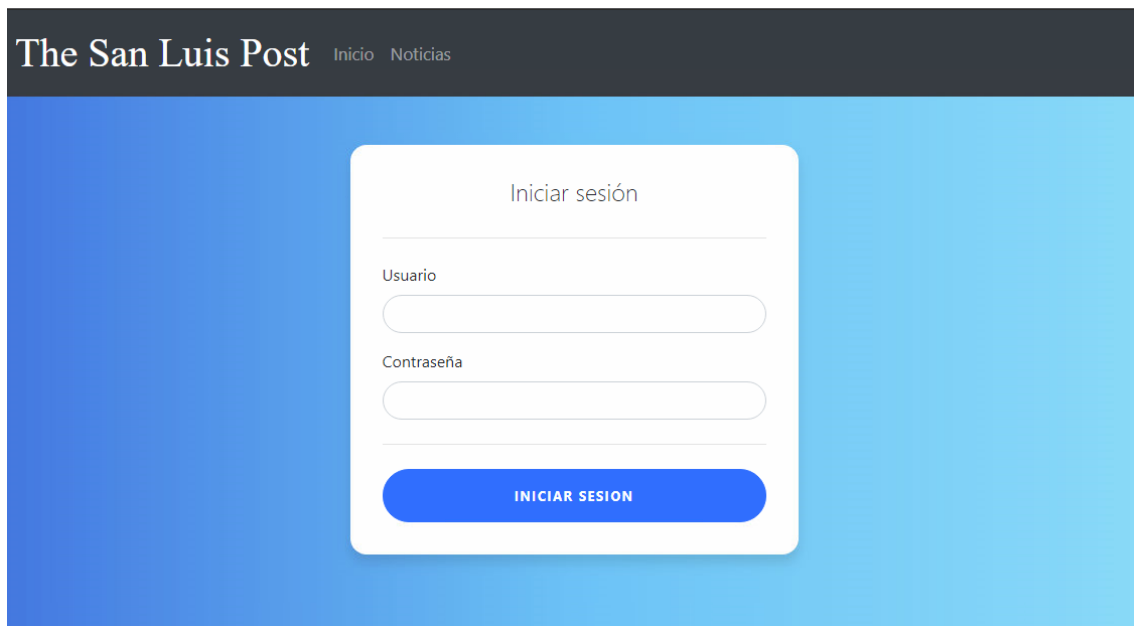 The San Luis Post Inicio Noticias
Iniciar sesión
Usuario
Contraseña
INICIAR SESION